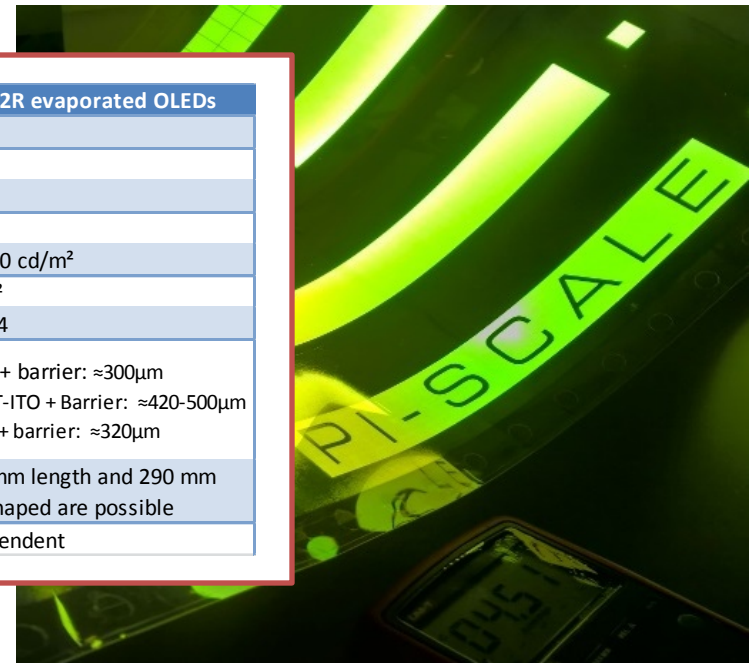 2R evaporated OLEDs
0 cd/m²
²
4
+ barrier: ≈300µm
T-ITO + Barrier: ≈420-500µm
+ barrier: ≈320µm
mm length and 290 mm
haped are possible
endent
PI-SCALE